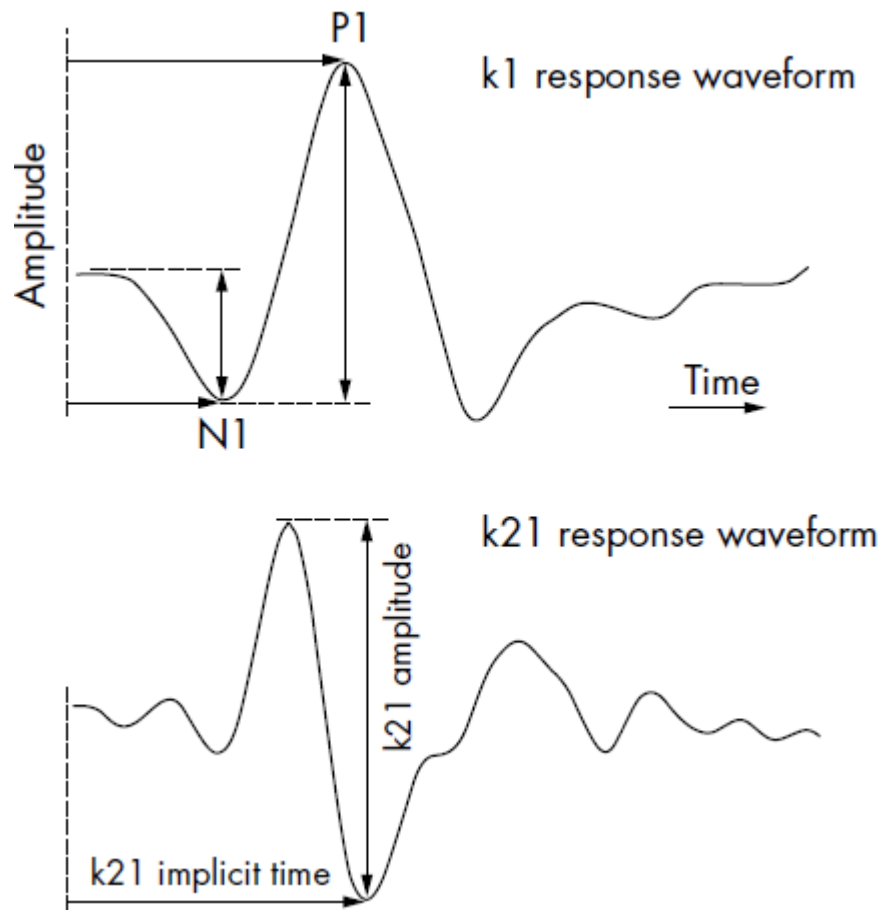 P1
k1 response waveform
Amplitude
Time
N1
k21 response waveform
k21 amplitude
k21 implicit time